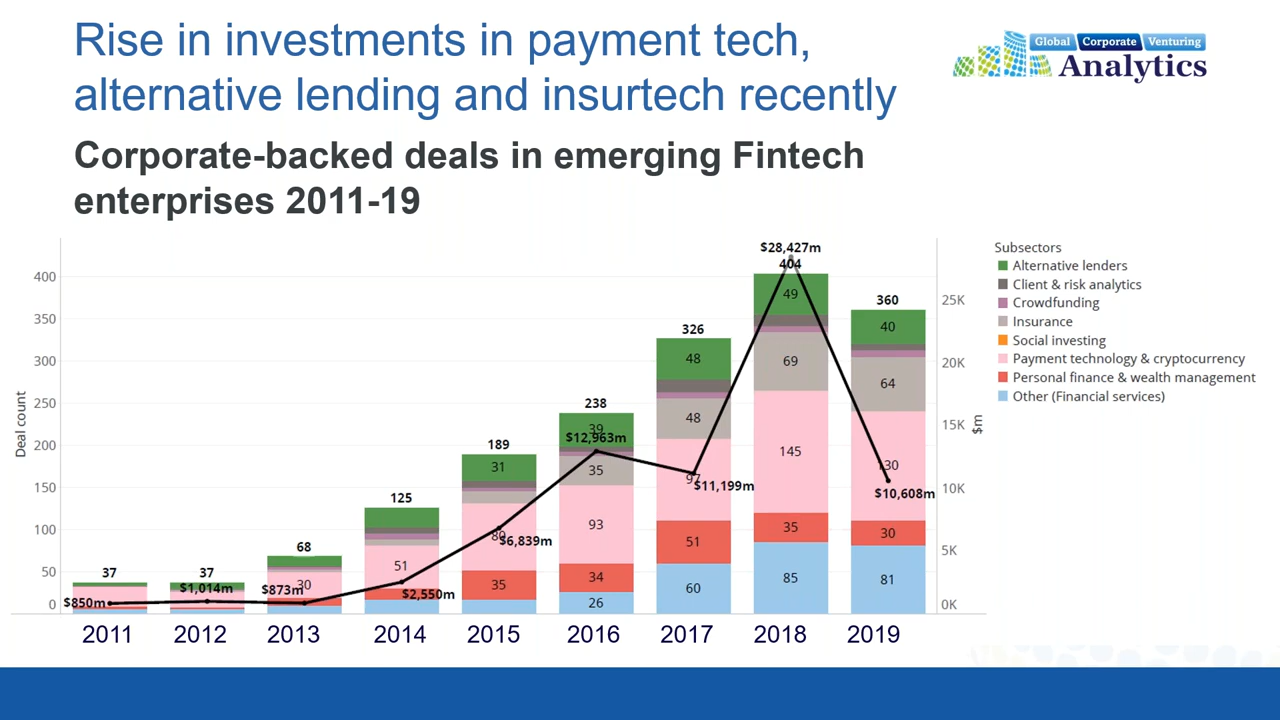 Rise in investments in payment tech,
alternative lending and insurtech recently
Global Corporate Venturing
Analytics
Corporate-backed deals in emerging Fintech
enterprises 2011-19
Deal count
400
350
300
250
200
150
100
50
0
37
$850m
37
$1,014m
68
30
$873m
125
51
$2,550m
189
31
80
35
$6,839m
238
39
$12,963m
35
93
34
26
326
48
48
97
$11,199m
51
60
$28,427m
404
49
69
145
35
85
360
40
64
130
$10,608m
30
81
25K
20K
15K
10K
5K
0K
$m
2011 2012 2013 2014 2015 2016 2017 2018 2019
Subsectors
Alternative lenders
Client & risk analytics
Crowdfunding
Insurance
Social investing
Payment technology & cryptocurrency
Personal finance & wealth management
Other (Financial services)